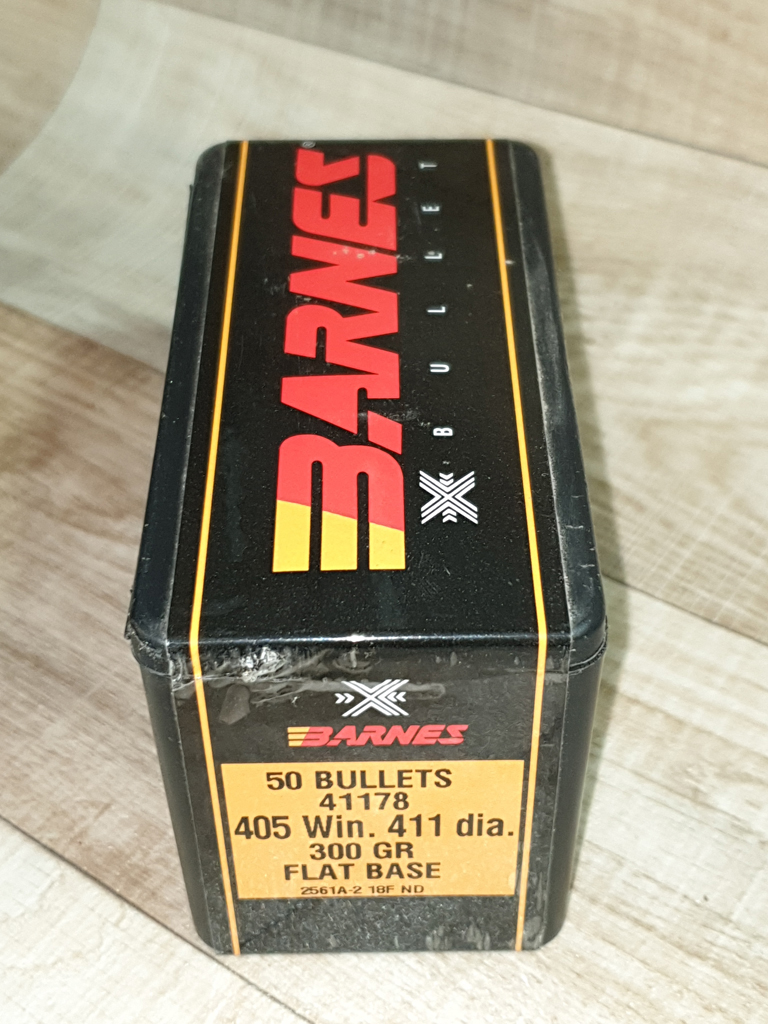 BARNES®
X BULLET
X
BARNES
50 BULLETS
41178
405 Win. 411 dia.
300 GR
FLAT BASE
2561A-2 18F ND